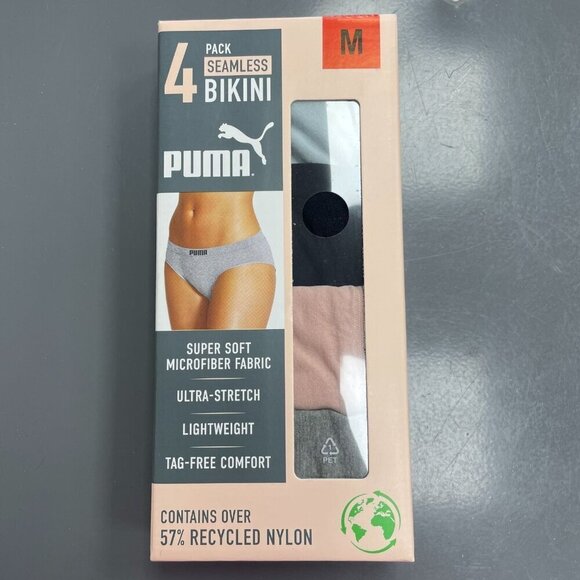 4
PACK
SEAMLESS
BIKINI
M
PUMA
PUMA
SUPER SOFT
MICROFIBER FABRIC
ULTRA-STRETCH
LIGHTWEIGHT
TAG-FREE COMFORT
1
PET
CONTAINS OVER
57% RECYCLED NYLON